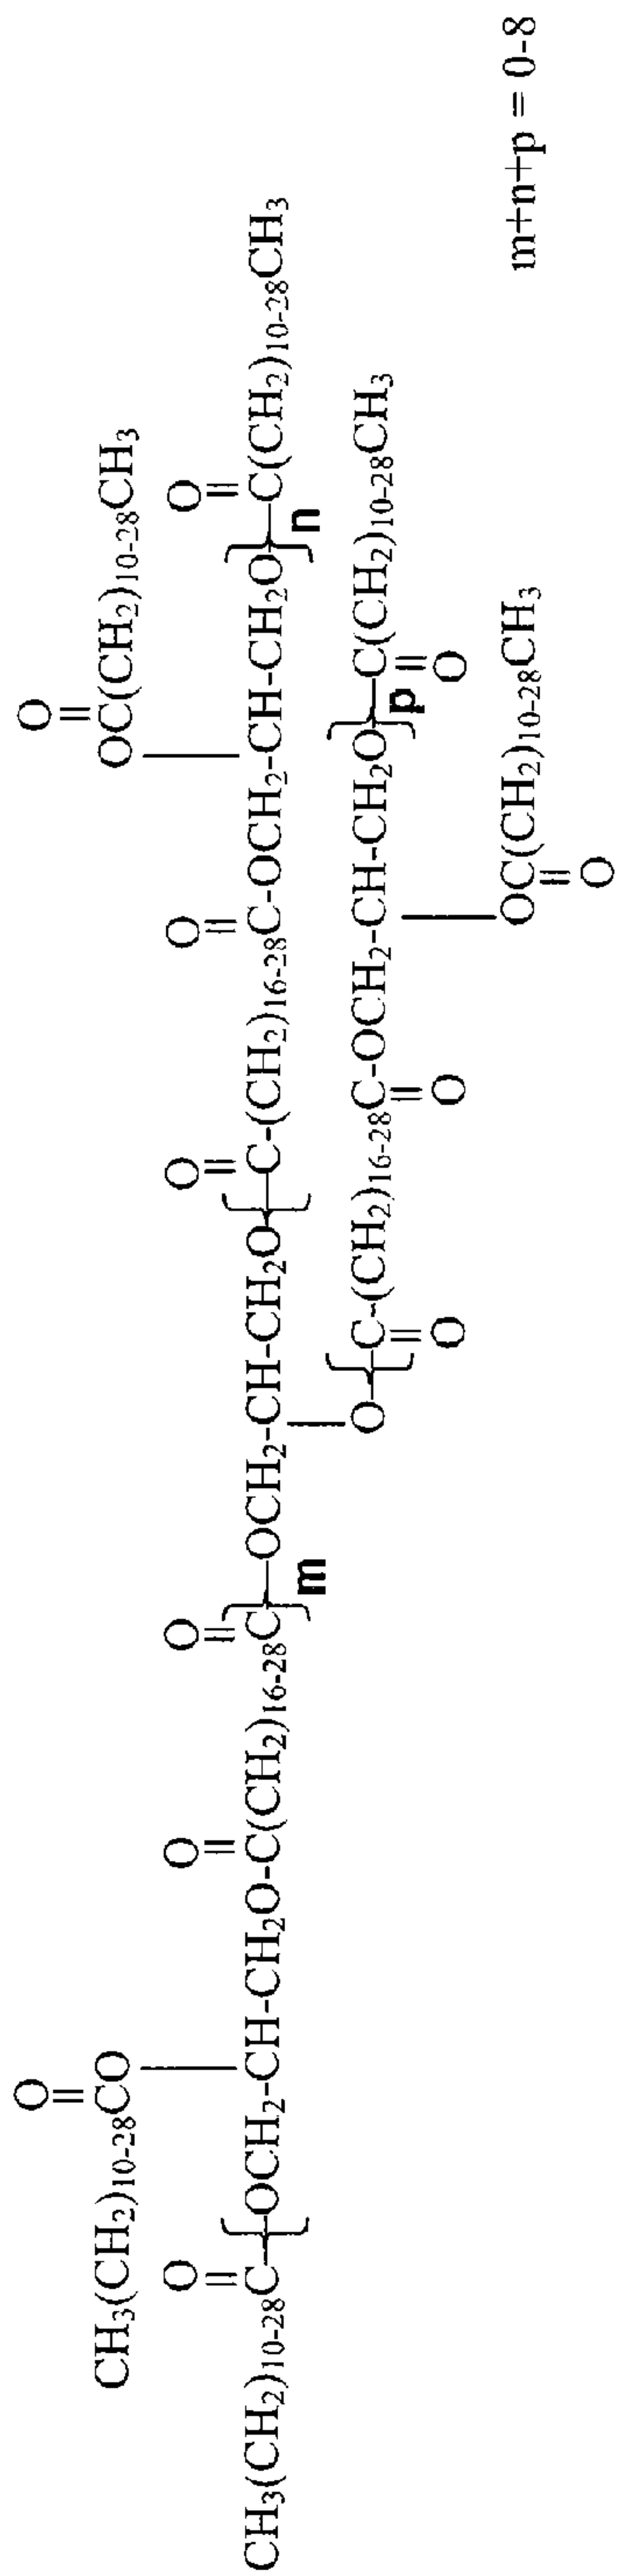 O O
CH₃(CH₂)₁₀₋₂₈CO OC(CH₂)₁₀₋₂₈CH₃
O O O O O O
CH₃(CH₂)₁₀₋₂₈C OCH₂-CH-CH₂O-C(CH₂)₁₆₋₂₈C OCH₂-CH-CH₂O C-(CH₂)₁₆₋₂₈C-OCH₂-CH-CH₂O C(CH₂)₁₀₋₂₈CH₃
m n
O C-(CH₂)₁₆₋₂₈C-OCH₂-CH-CH₂O C(CH₂)₁₀₋₂₈CH₃
p
O O O
OC(CH₂)₁₀₋₂₈CH₃
O
m+n+p = 0-8